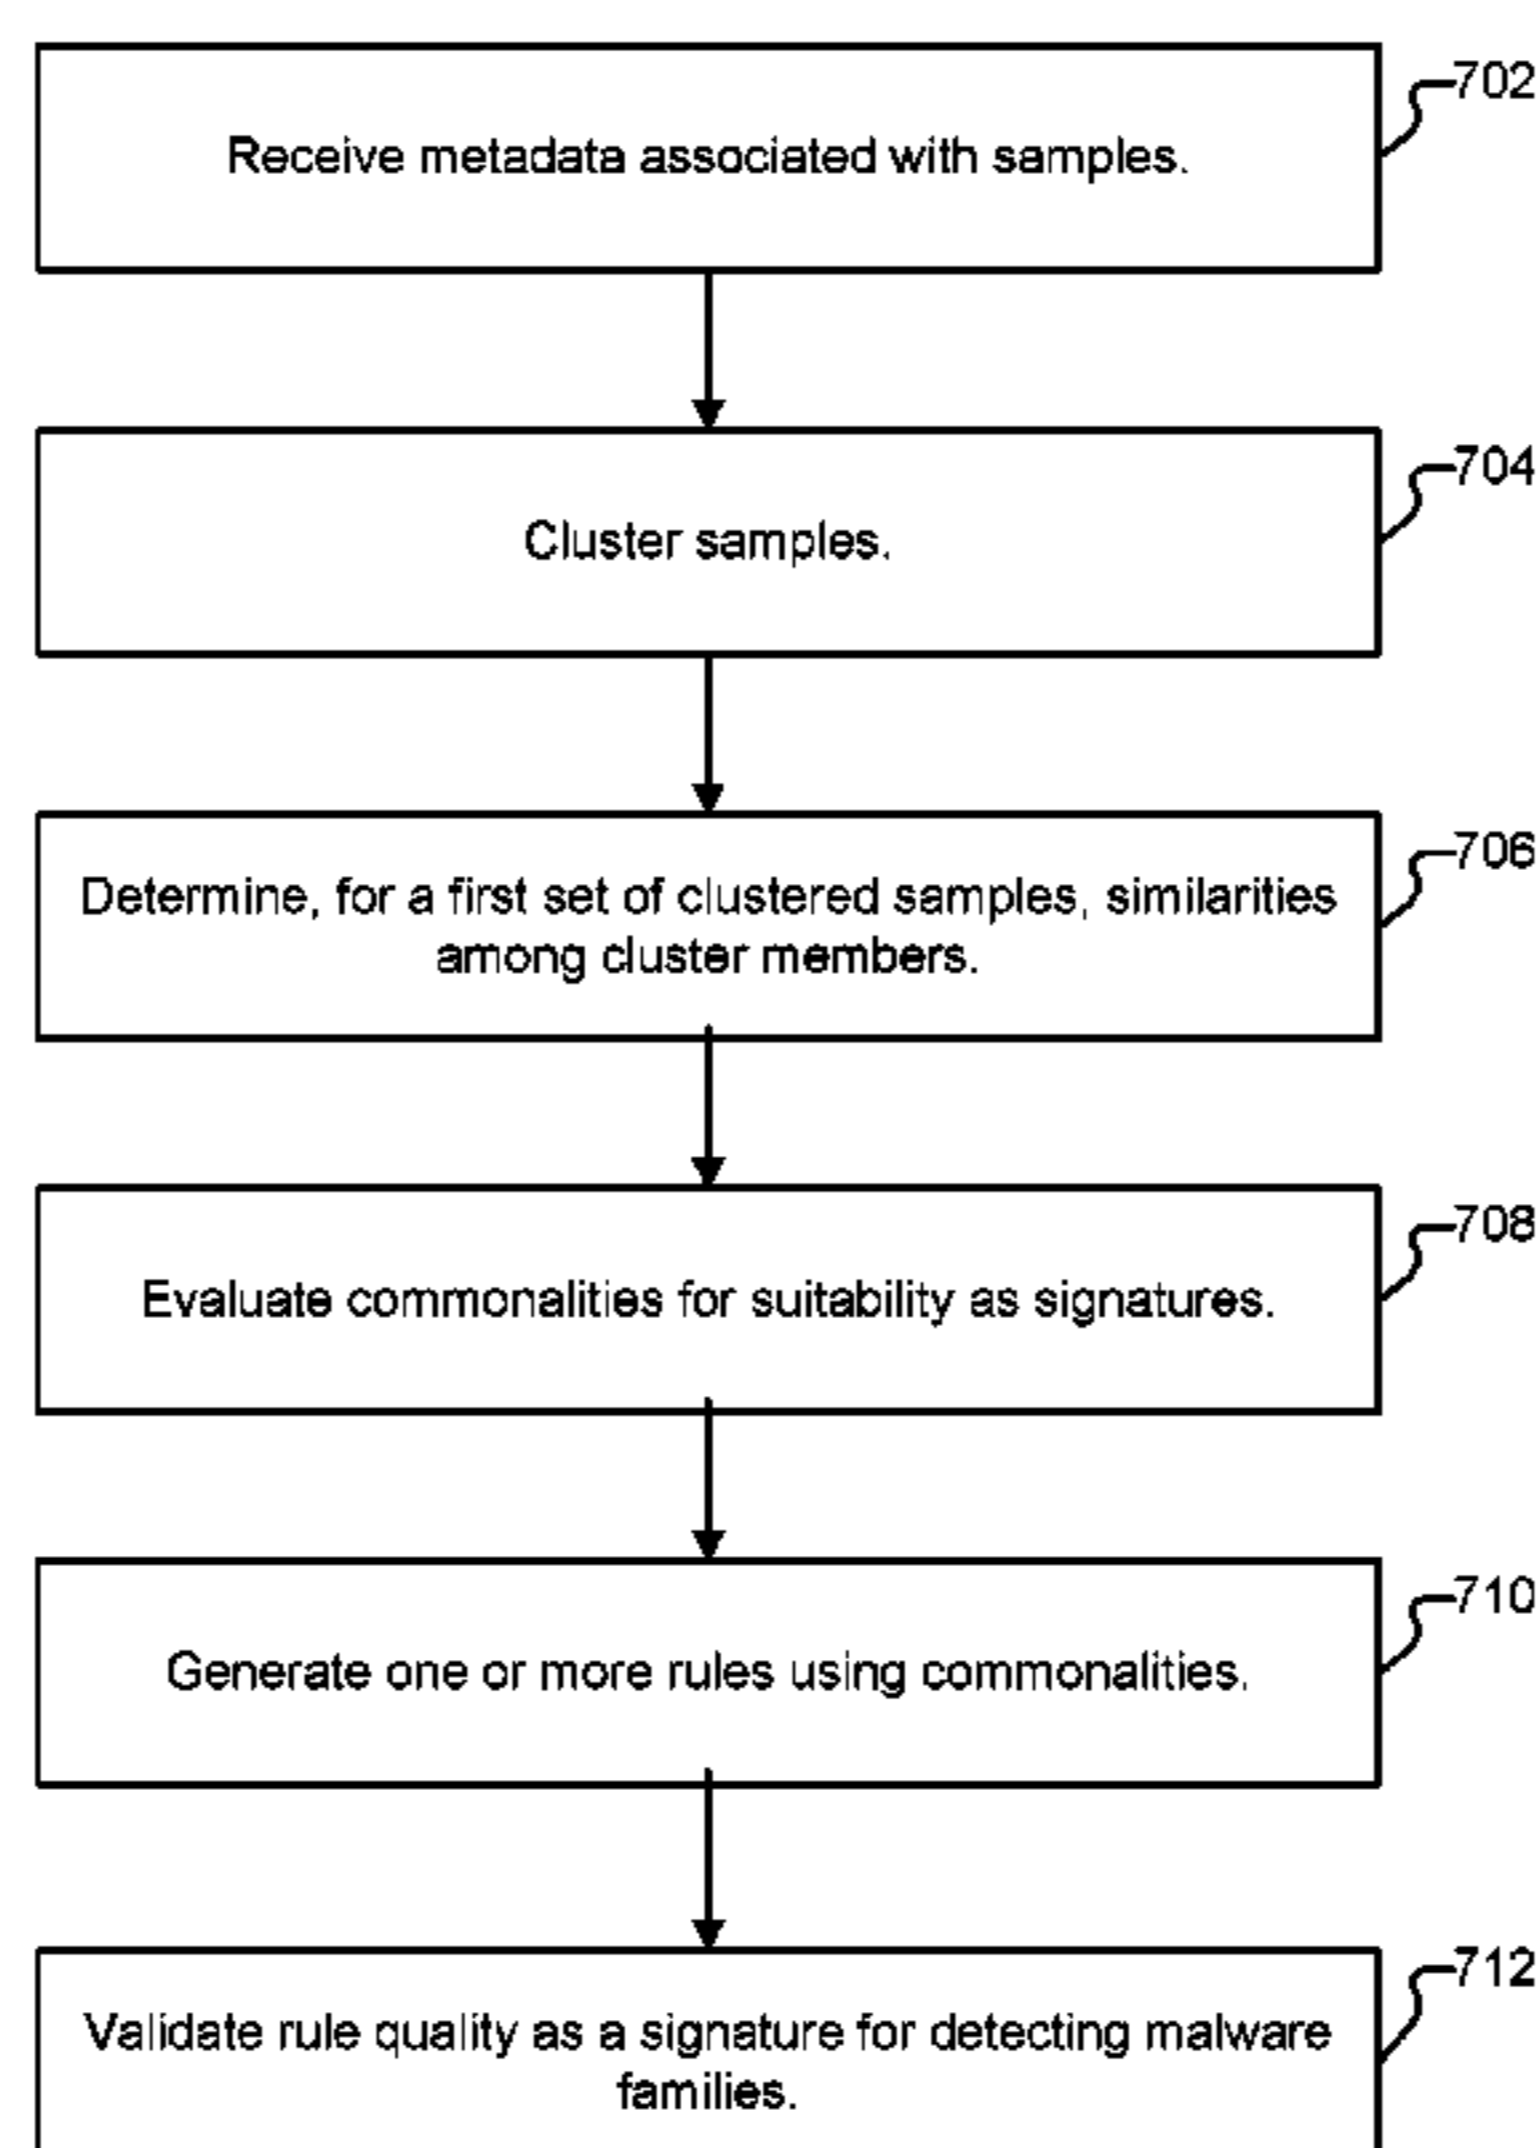 702
Receive metadata associated with samples.
704
Cluster samples.
706
Determine, for a first set of clustered samples, similarities
among cluster members.
708
Evaluate commonalities for suitability as signatures.
710
Generate one or more rules using commonalities.
712
Validate rule quality as a signature for detecting malware
families.